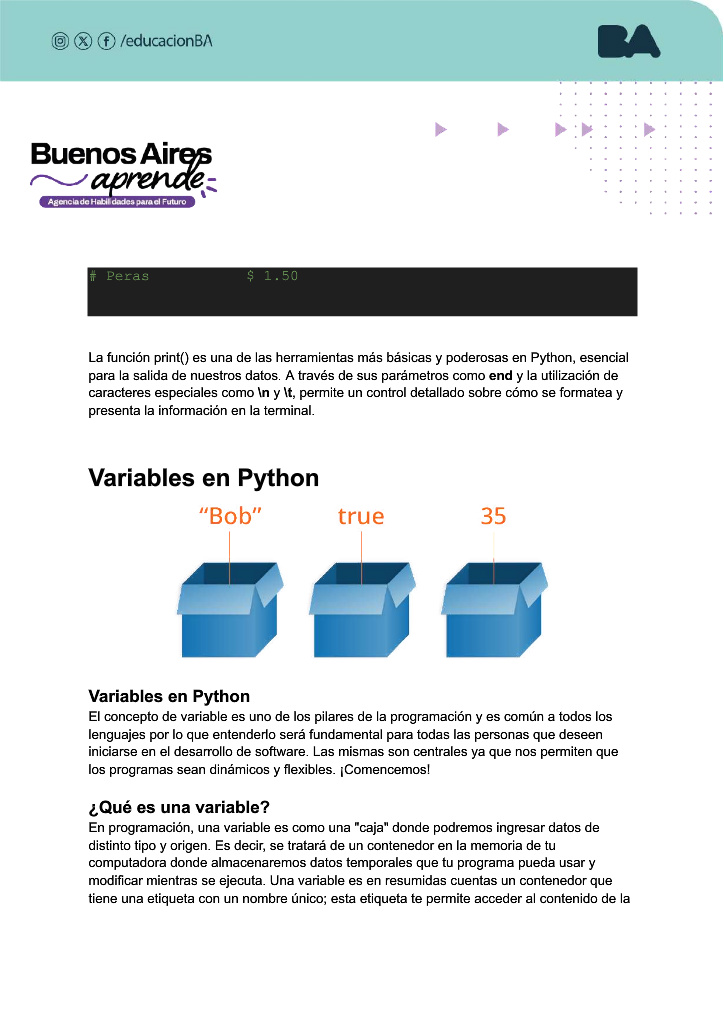 /educacionBA
BA
Buenos Aires
aprende
Agencia de Habilidades para el Futuro
# Peras $ 1.50
La función print() es una de las herramientas más básicas y poderosas en Python, esencial
para la salida de nuestros datos. A través de sus parámetros como end y la utilización de
caracteres especiales como \n y \t, permite un control detallado sobre cómo se formatea y
presenta la información en la terminal.
Variables en Python
“Bob” true 35
Variables en Python
El concepto de variable es uno de los pilares de la programación y es común a todos los
lenguajes por lo que entenderlo será fundamental para todas las personas que deseen
iniciarse en el desarrollo de software. Las mismas son centrales ya que nos permiten que
los programas sean dinámicos y flexibles. ¡Comencemos!
¿Qué es una variable?
En programación, una variable es como una "caja" donde podremos ingresar datos de
distinto tipo y origen. Es decir, se tratará de un contenedor en la memoria de tu
computadora donde almacenaremos datos temporales que tu programa pueda usar y
modificar mientras se ejecuta. Una variable es en resumidas cuentas un contenedor que
tiene una etiqueta con un nombre único; esta etiqueta te permite acceder al contenido de la